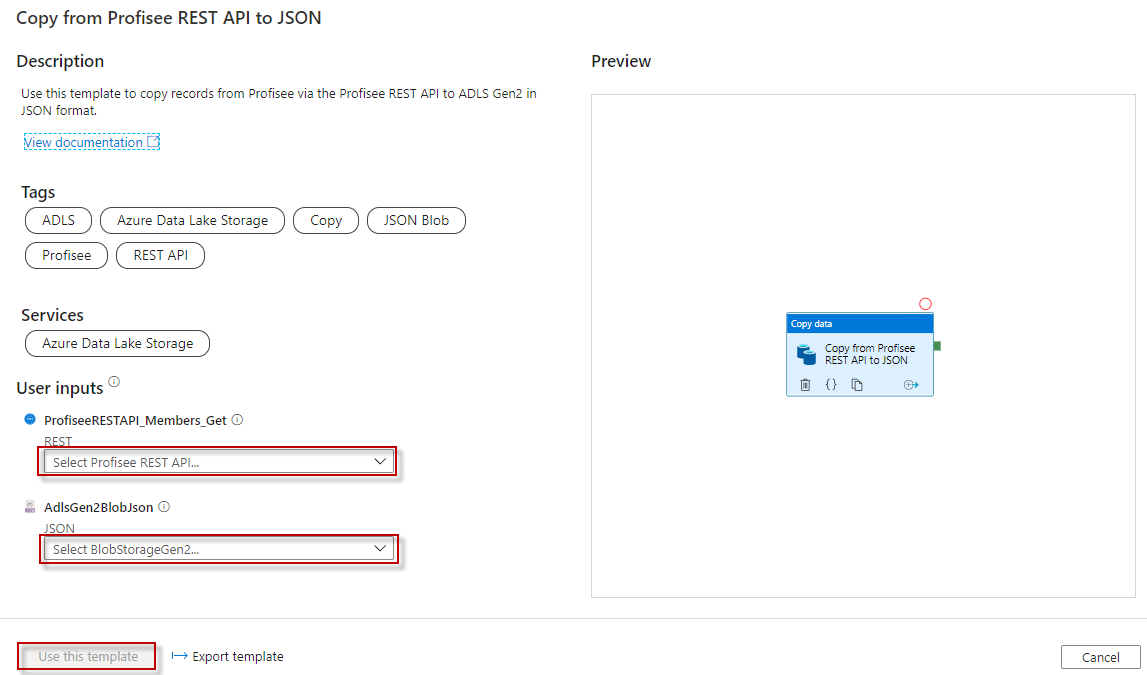 Copy from Profisee REST API to JSON
Description
Use this template to copy records from Profisee via the Profisee REST API to ADLS Gen2 in
JSON format.
View documentation
Tags
ADLS
Azure Data Lake Storage
Copy
JSON Blob
Profisee
REST API
Services
Azure Data Lake Storage
User inputs
ProfiseeRESTAPI_Members_Get
REST
Select Profisee REST API...
AdlsGen2BlobJson
JSON
Select BlobStorageGen2...
Preview
Copy data
Copy from Profisee
REST API to JSON
{}
Use this template
Export template
Cancel